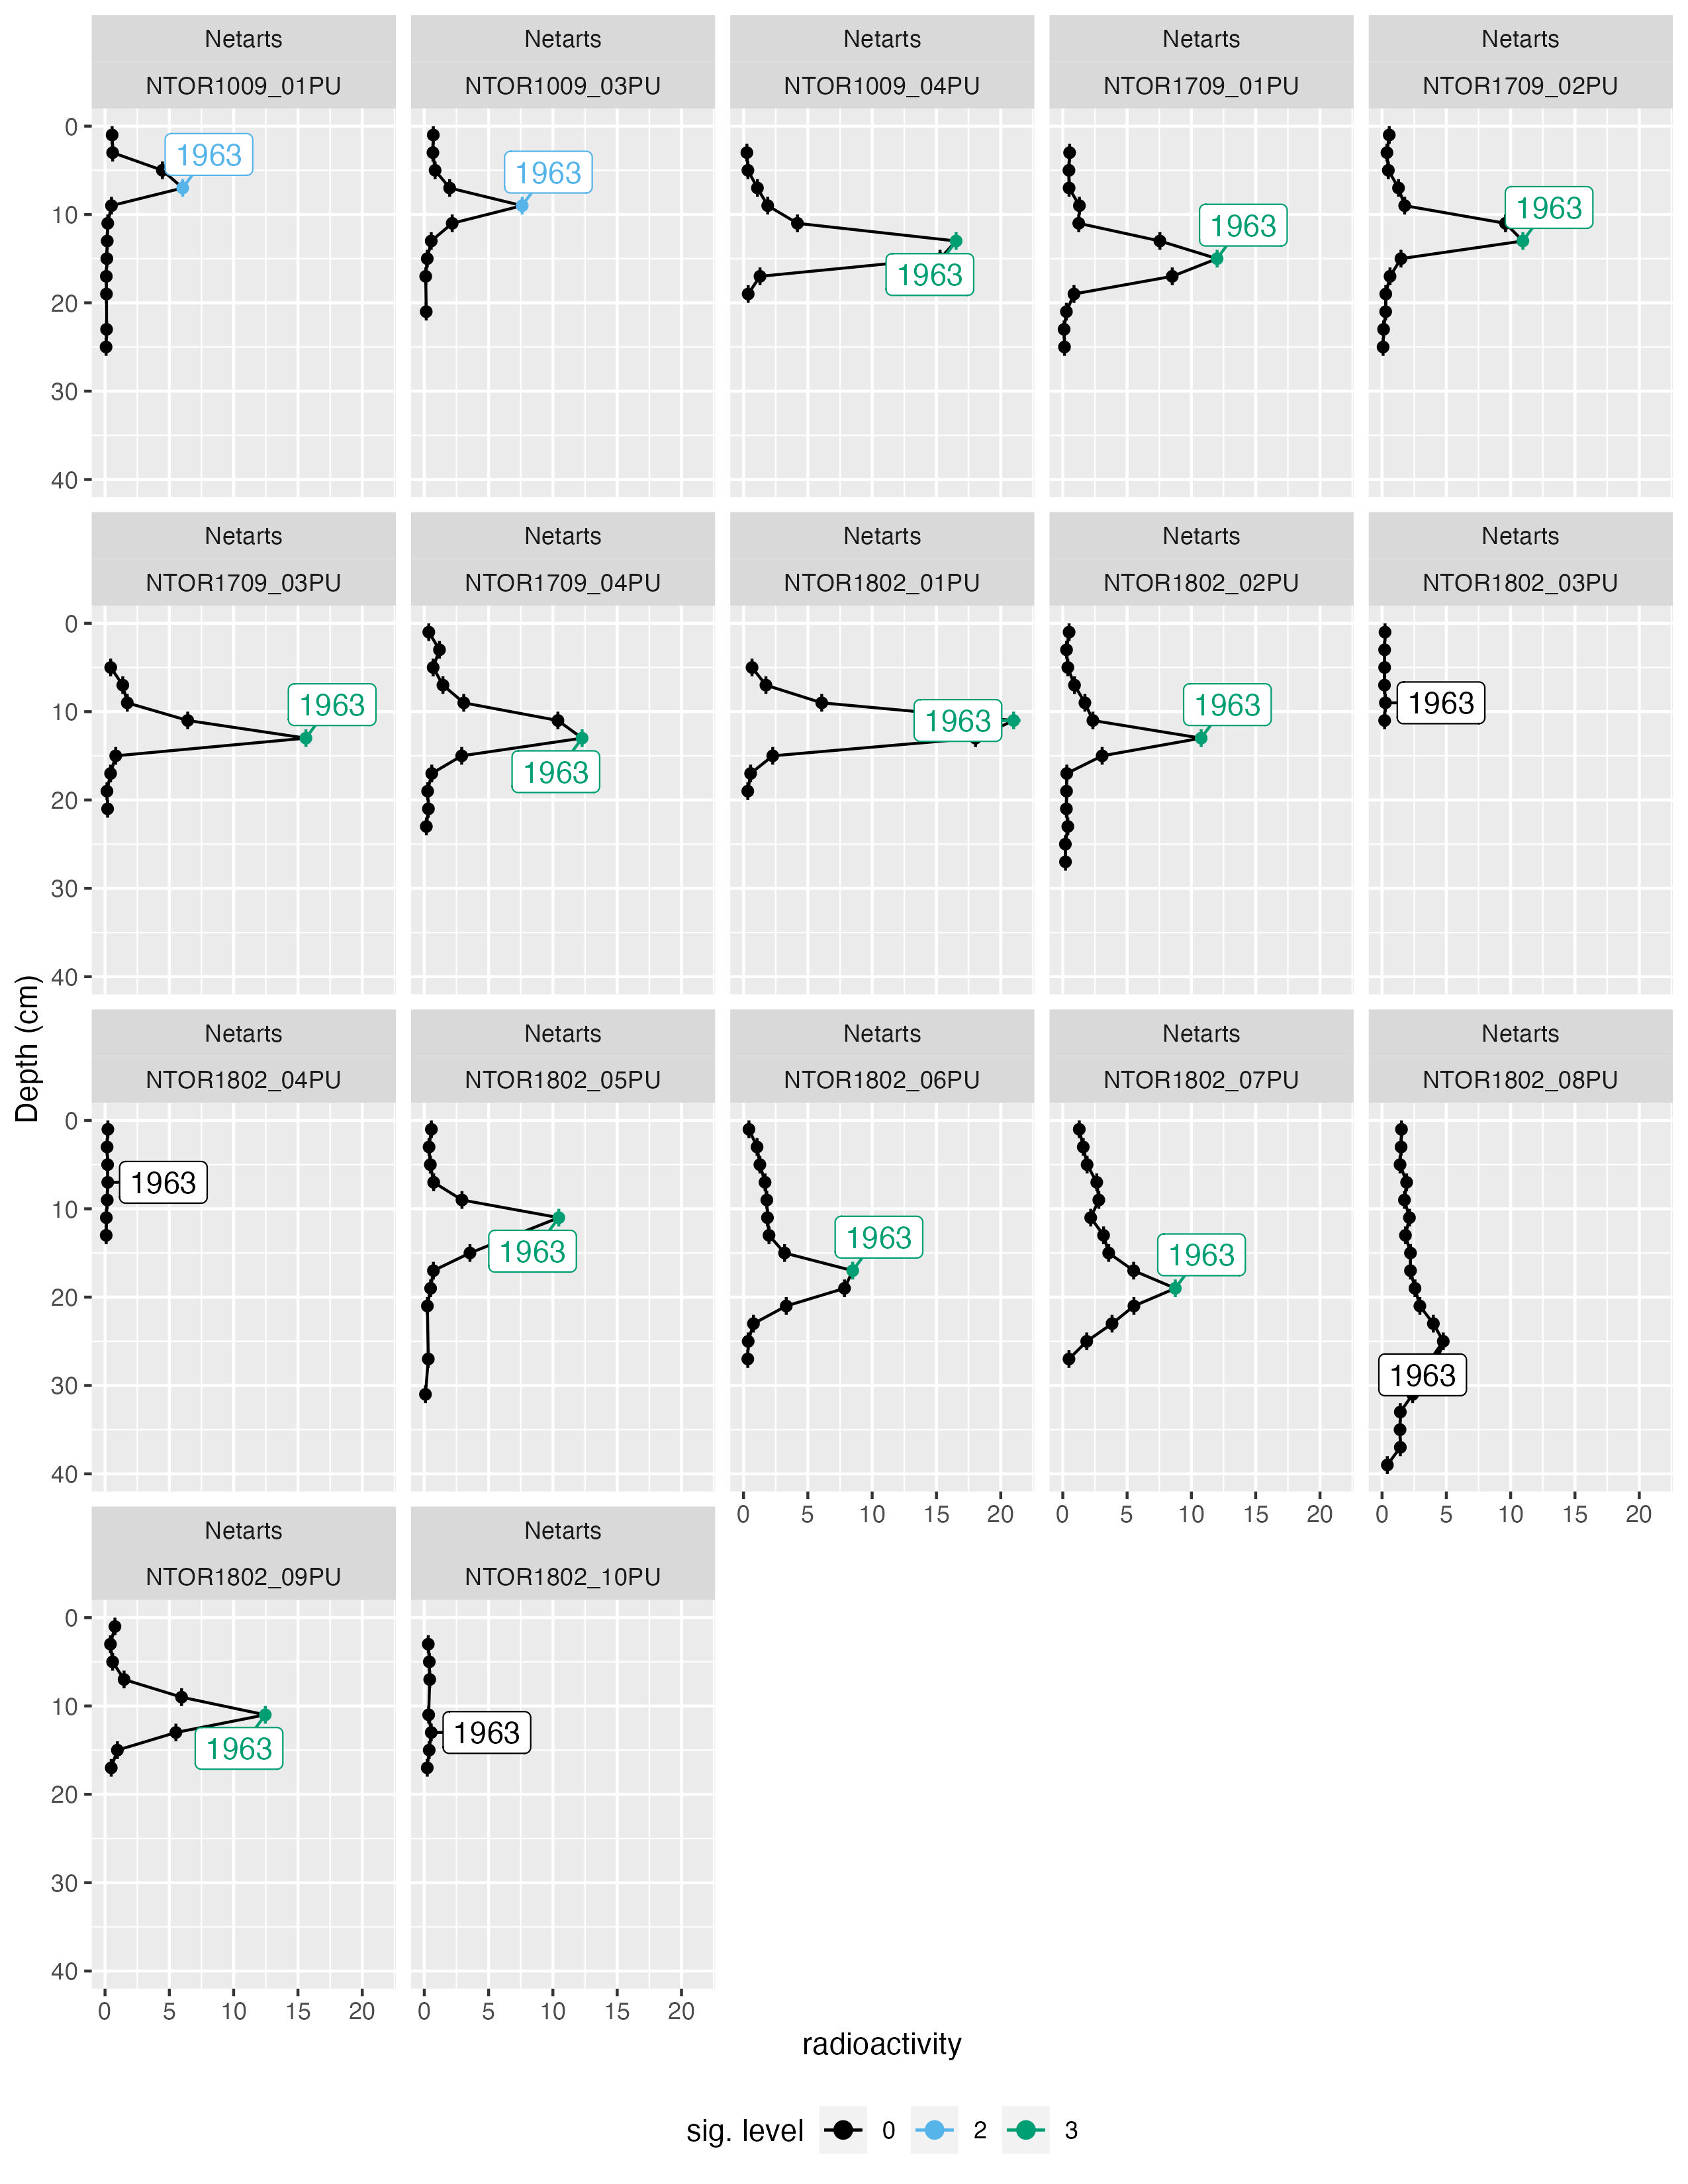 Netarts Netarts Netarts Netarts Netarts
NTOR1009_01PU NTOR1009_03PU NTOR1009_04PU NTOR1709_01PU NTOR1709_02PU
0
1963
1963
10
1963
1963
1963
20
30
40
Netarts Netarts Netarts Netarts Netarts
NTOR1709_03PU NTOR1709_04PU NTOR1802_01PU NTOR1802_02PU NTOR1802_03PU
0
10
1963
1963
1963
1963
1963
20
30
40
Depth (cm)
Netarts Netarts Netarts Netarts Netarts
NTOR1802_04PU NTOR1802_05PU NTOR1802_06PU NTOR1802_07PU NTOR1802_08PU
0
1963
10
1963
1963
1963
20
30
1963
40
0 5 10 15 20 0 5 10 15 20 0 5 10 15 20
Netarts Netarts
NTOR1802_09PU NTOR1802_10PU
0
10
1963
1963
20
30
40
0 5 10 15 20 0 5 10 15 20
radioactivity
sig. level 0 2 3